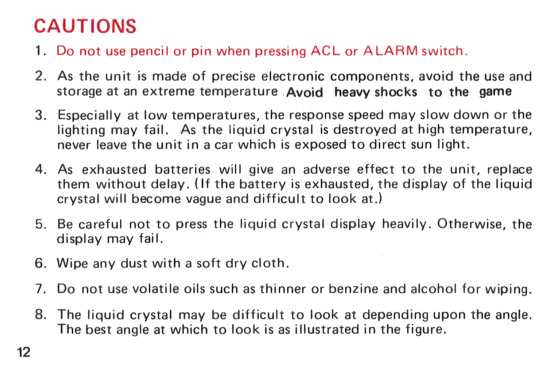 CAUTIONS
1. Do not use pencil or pin when pressing ACL or ALARM switch.
2. As the unit is made of precise electronic components, avoid the use and
storage at an extreme temperature Avoid heavy shocks to the game
3. Especially at low temperatures, the response speed may slow down or the
lighting may fail. As the liquid crystal is destroyed at high temperature,
never leave the unit in a car which is exposed to direct sun light.
4. As exhausted batteries will give an adverse effect to the unit, replace
them without delay. (If the battery is exhausted, the display of the liquid
crystal will become vague and difficult to look at.)
5. Be careful not to press the liquid crystal display heavily. Otherwise, the
display may fail.
6. Wipe any dust with a soft dry cloth.
7. Do not use volatile oils such as thinner or benzine and alcohol for wiping.
8. The liquid crystal may be difficult to look at depending upon the angle.
The best angle at which to look is as illustrated in the figure.
12